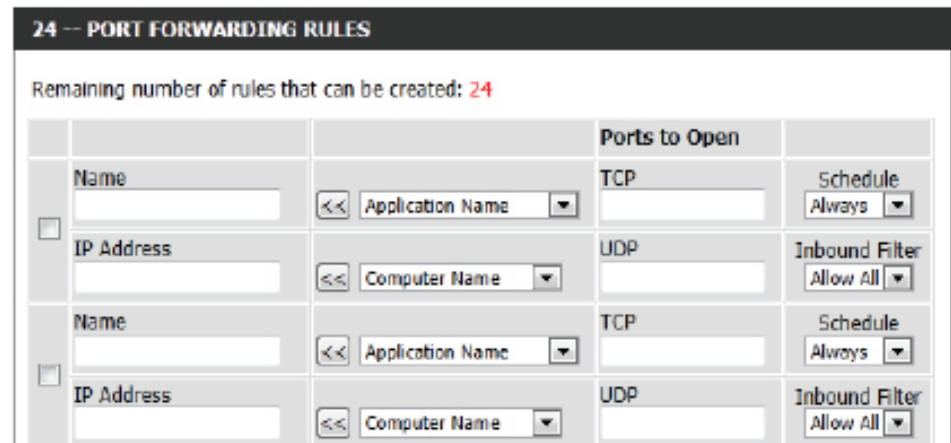 24 -- PORT FORWARDING RULES
Remaining number of rules that can be created: 24
Ports to Open
Name TCP Schedule
<< Application Name Always
IP Address UDP Inbound Filter
<< Computer Name Allow All
Name TCP Schedule
<< Application Name Always
IP Address UDP Inbound Filter
<< Computer Name Allow All